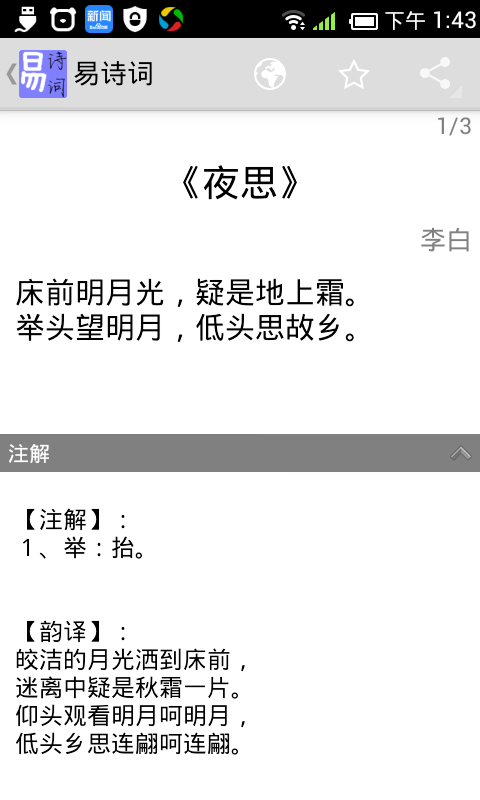 新闻
下午 1:43
易诗词
易诗词
1/3
《夜思》
李白
床前明月光，疑是地上霜。
举头望明月，低头思故乡。
注解
【注解】：
１、举：抬。
【韵译】：
皎洁的月光洒到床前，
迷离中疑是秋霜一片。
仰头观看明月呵明月，
低头乡思连翩呵连翩。